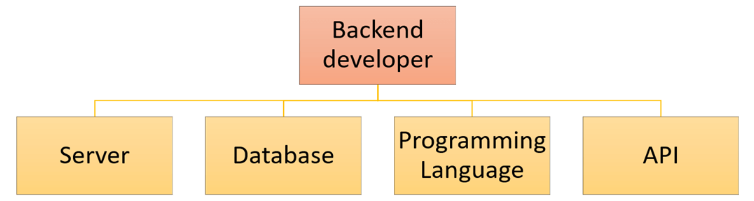 Backend
developer
Server
Database
Programming
Language
API